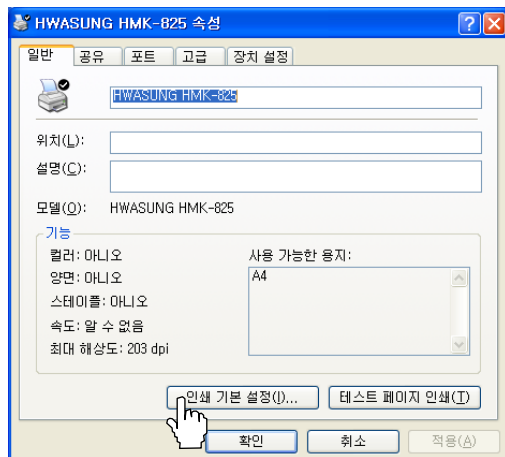 HWASUNG HMK-825 속성
일반 공유 포트 고급 장치 설정
HWASUNG HMK-825
위치(L):
설명(C):
모델(O): HWASUNG HMK-825
기능
컬러: 아니오 사용 가능한 용지:
양면: 아니오 A4
스테이플: 아니오
속도: 알 수 없음
최대 해상도: 203 dpi
인쇄 기본 설정(I)... 테스트 페이지 인쇄(T)
확인 취소 적용(A)